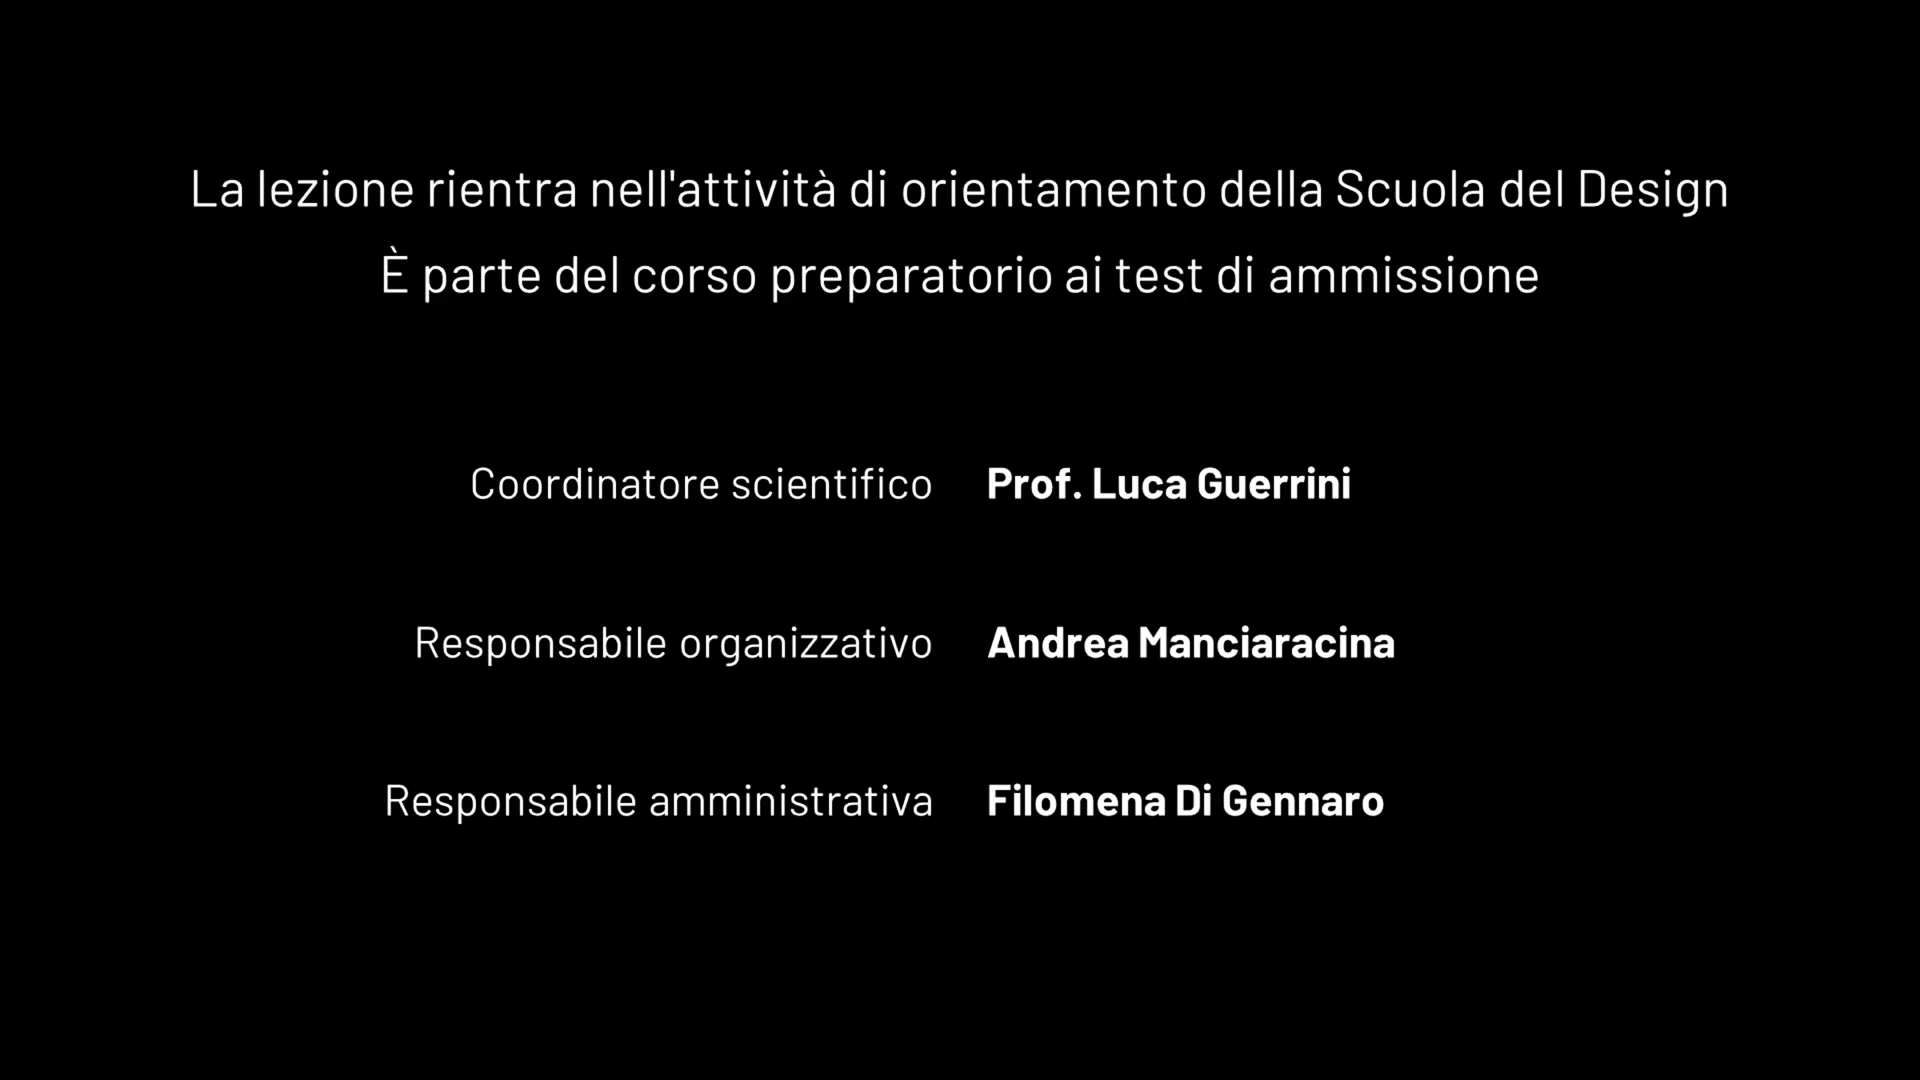 La lezione rientra nell'attività di orientamento della Scuola del Design
È parte del corso preparatorio ai test di ammissione
Coordinatore scientifico Prof. Luca Guerrini
Responsabile organizzativo Andrea Manciaracina
Responsabile amministrativa Filomena Di Gennaro